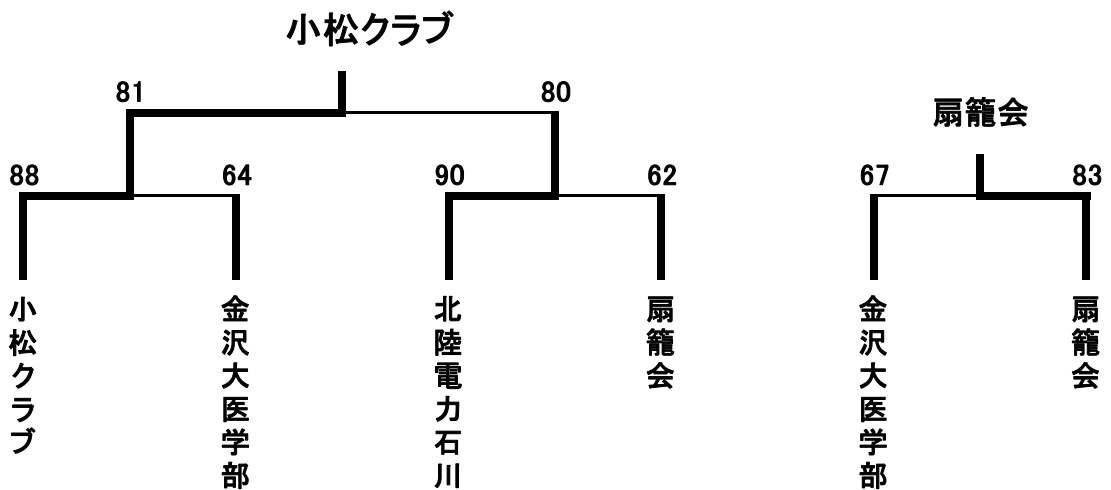 小松クラブ
81
80
扇籠会
88
64
90
62
67
83
小松クラブ
金沢大医学部
北陸電力石川
扇籠会
金沢大医学部
扇籠会